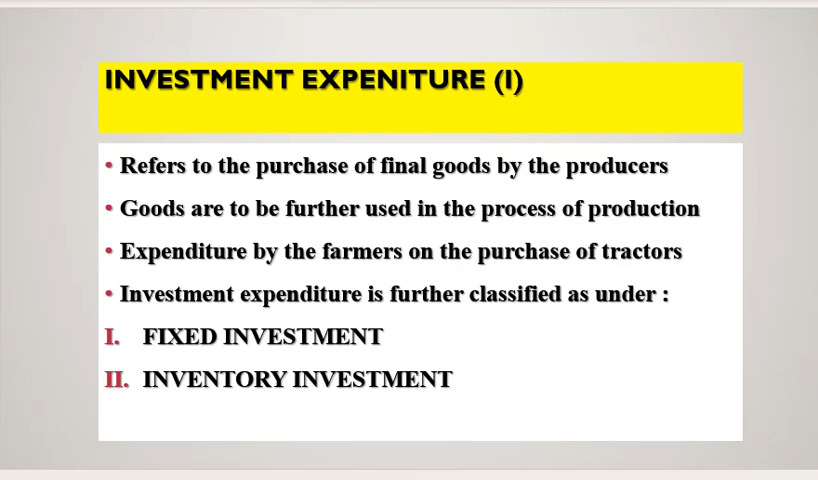 INVESTMENT EXPENITURE (I)
• Refers to the purchase of final goods by the producers
• Goods are to be further used in the process of production
• Expenditure by the farmers on the purchase of tractors
• Investment expenditure is further classified as under :
I. FIXED INVESTMENT
II. INVENTORY INVESTMENT